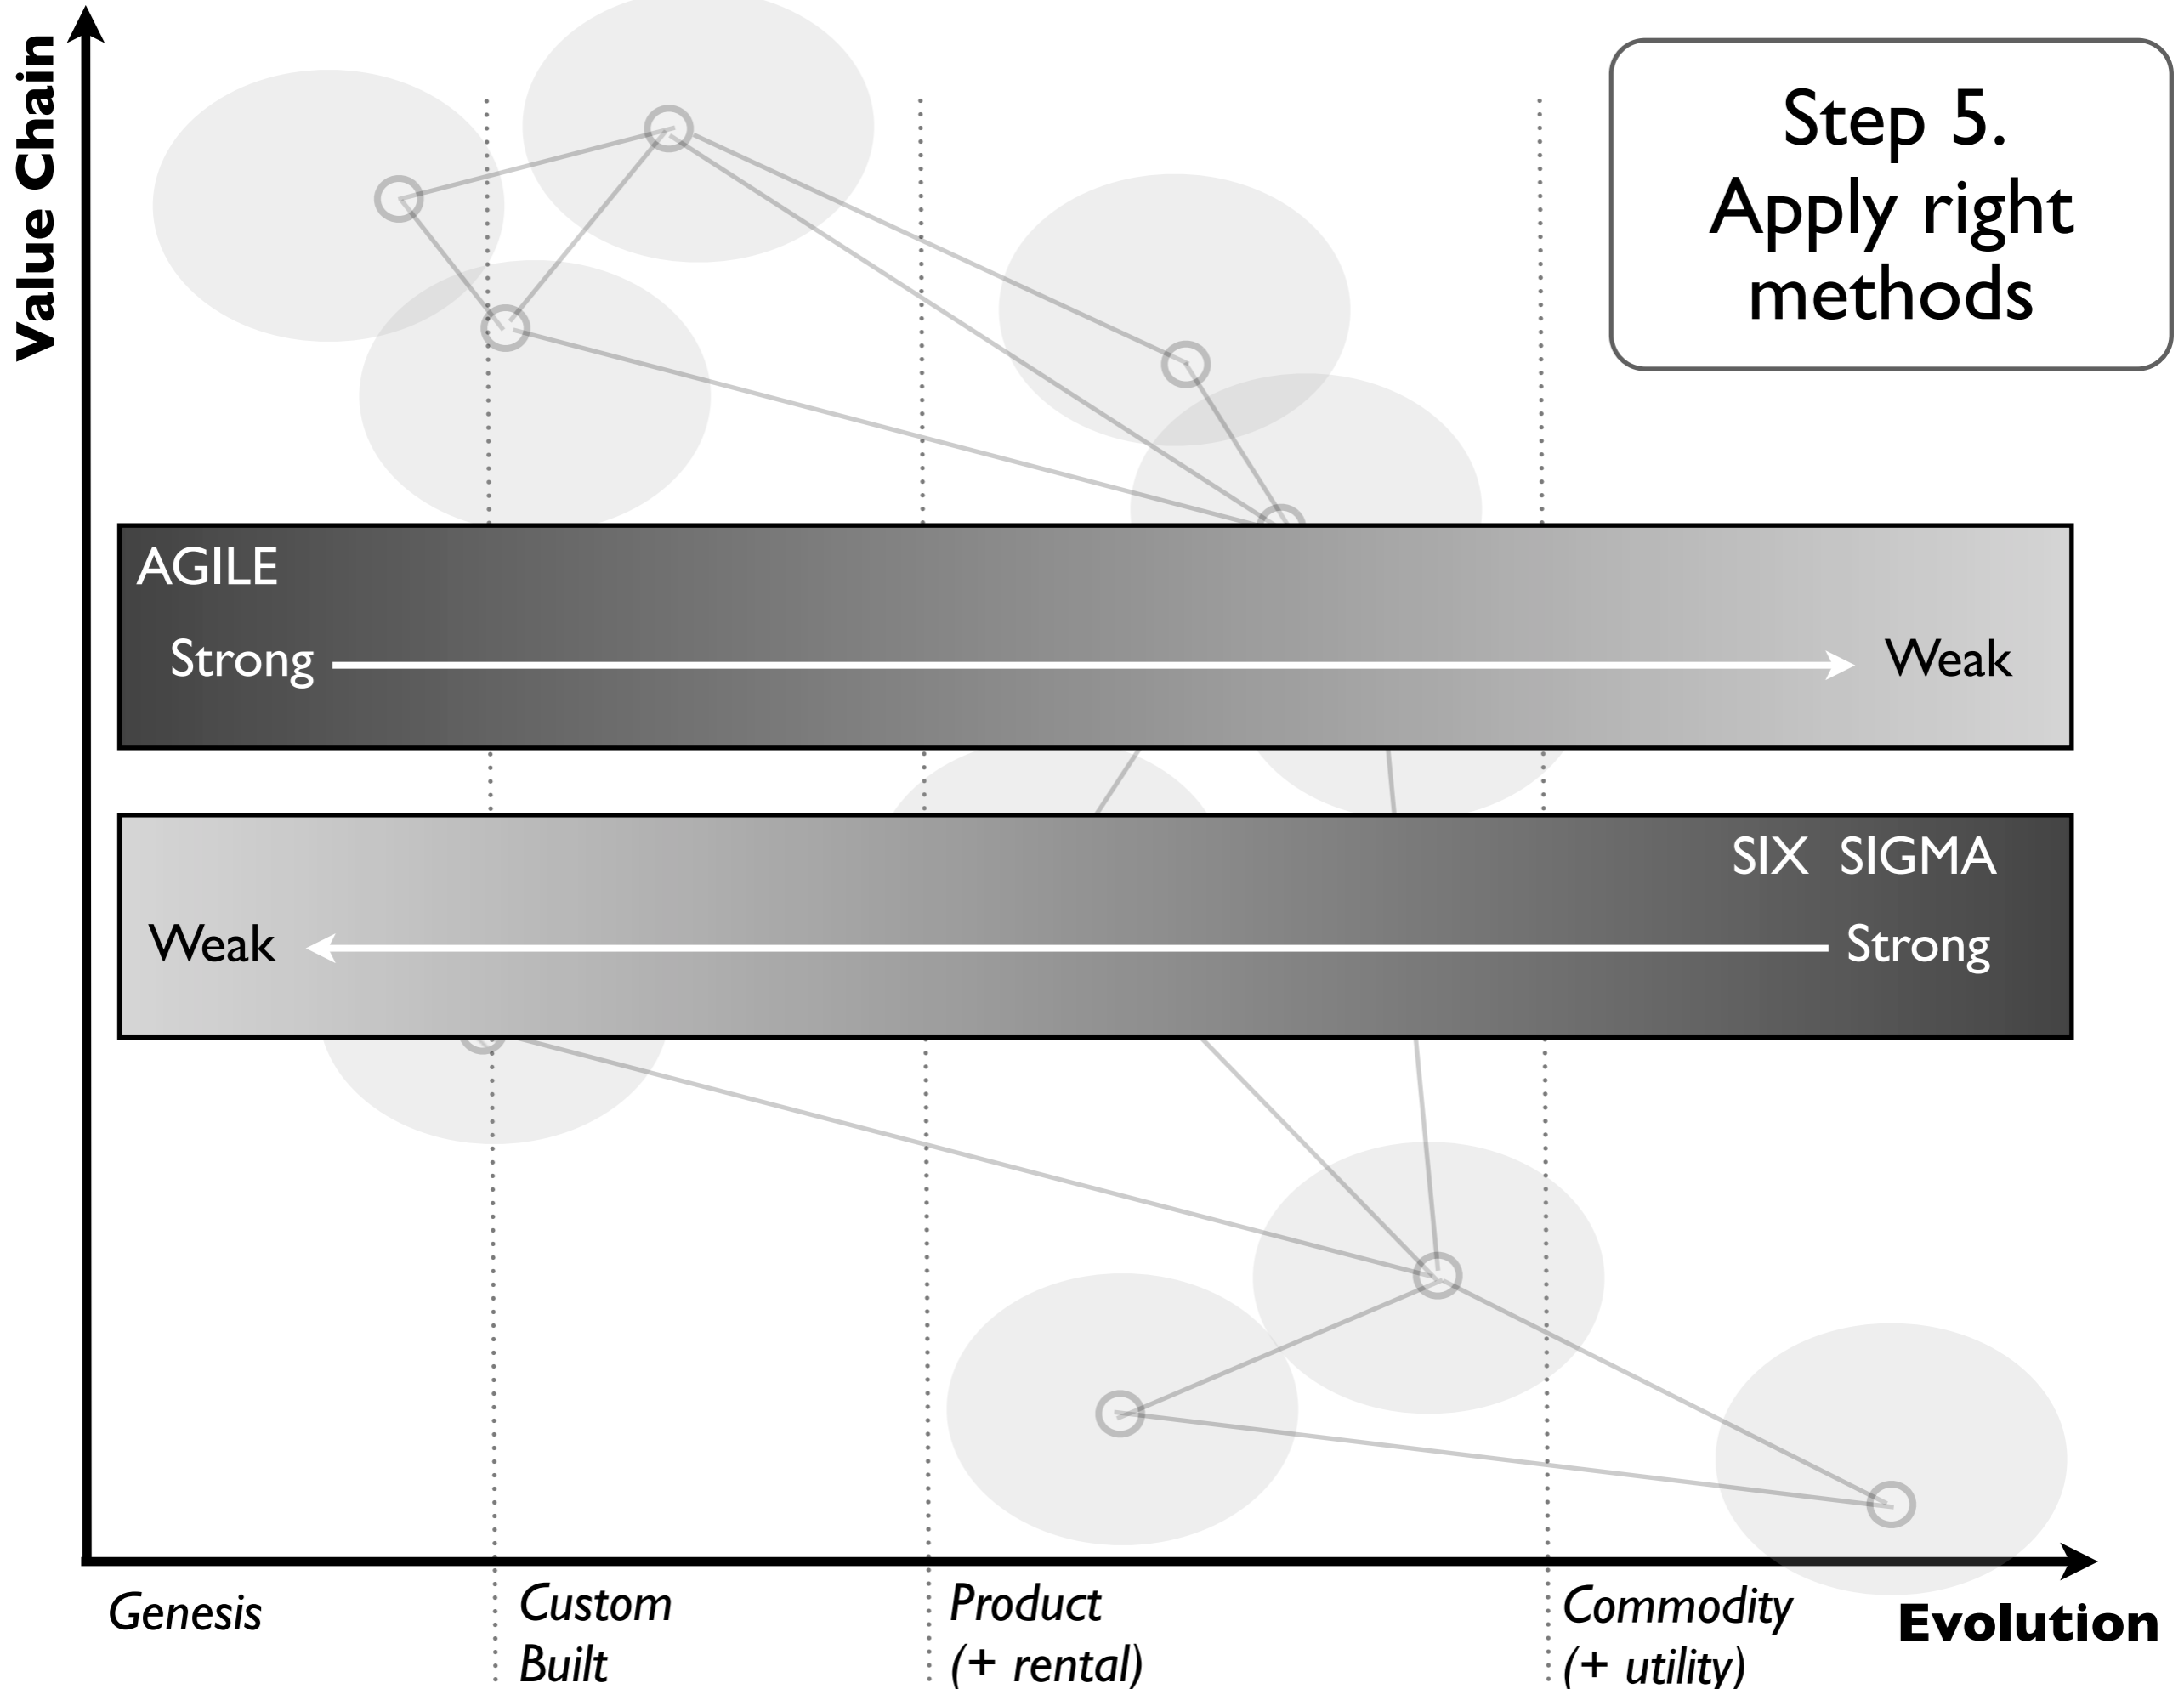 Value Chain
Step 5.
Apply right
methods
AGILE
Strong
Weak
SIX SIGMA
Weak
Strong
Genesis
Custom
Built
Product
(+ rental)
Commodity
(+ utility)
Evolution